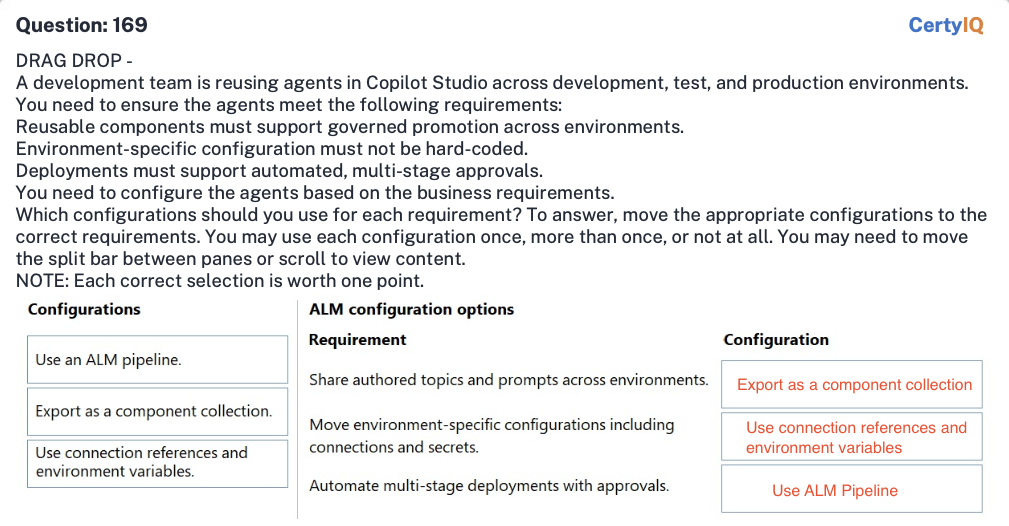 Question: 169
CertyIQ
DRAG DROP -
A development team is reusing agents in Copilot Studio across development, test, and production environments.
You need to ensure the agents meet the following requirements:
Reusable components must support governed promotion across environments.
Environment-specific configuration must not be hard-coded.
Deployments must support automated, multi-stage approvals.
You need to configure the agents based on the business requirements.
Which configurations should you use for each requirement? To answer, move the appropriate configurations to the
correct requirements. You may use each configuration once, more than once, or not at all. You may need to move
the split bar between panes or scroll to view content.
NOTE: Each correct selection is worth one point.
Configurations
Use an ALM pipeline.
Export as a component collection.
Use connection references and
environment variables.
ALM configuration options
Requirement
Configuration
Share authored topics and prompts across environments.
Export as a component collection
Move environment-specific configurations including
connections and secrets.
Use connection references and
environment variables
Automate multi-stage deployments with approvals.
Use ALM Pipeline